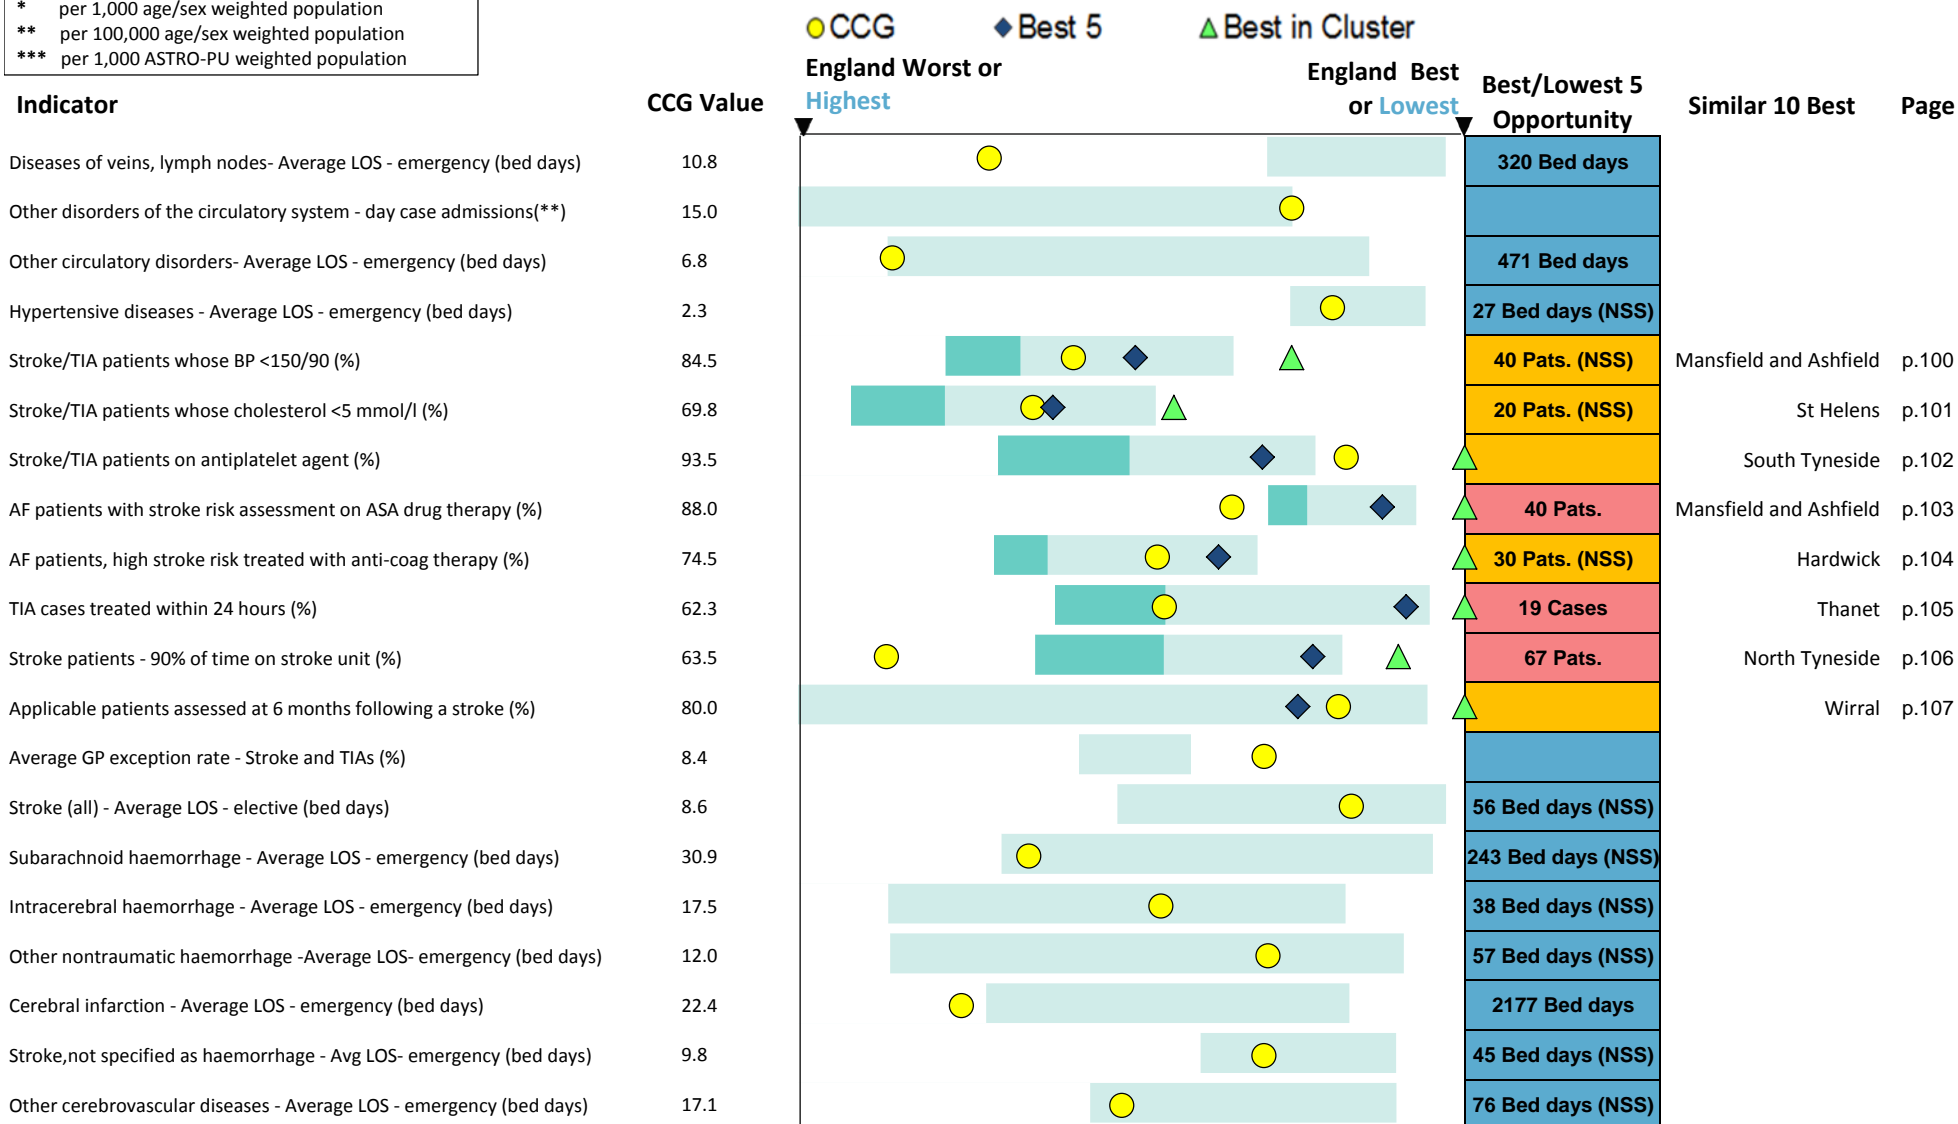 * per 1,000 age/sex weighted population
** per 100,000 age/sex weighted population
*** per 1,000 ASTRO-PU weighted population
CCG Best 5 Best in Cluster
England Worst or Highest
England Best or Lowest
Indicator CCG Value Best/Lowest 5 Opportunity Similar 10 Best Page
Diseases of veins, lymph nodes- Average LOS - emergency (bed days) 10.8 320 Bed days
Other disorders of the circulatory system - day case admissions(**) 15.0
Other circulatory disorders- Average LOS - emergency (bed days) 6.8 471 Bed days
Hypertensive diseases - Average LOS - emergency (bed days) 2.3 27 Bed days (NSS)
Stroke/TIA patients whose BP <150/90 (%) 84.5 40 Pats. (NSS) Mansfield and Ashfield p.100
Stroke/TIA patients whose cholesterol <5 mmol/l (%) 69.8 20 Pats. (NSS) St Helens p.101
Stroke/TIA patients on antiplatelet agent (%) 93.5 South Tyneside p.102
AF patients with stroke risk assessment on ASA drug therapy (%) 88.0 40 Pats. Mansfield and Ashfield p.103
AF patients, high stroke risk treated with anti-coag therapy (%) 74.5 30 Pats. (NSS) Hardwick p.104
TIA cases treated within 24 hours (%) 62.3 19 Cases Thanet p.105
Stroke patients - 90% of time on stroke unit (%) 63.5 67 Pats. North Tyneside p.106
Applicable patients assessed at 6 months following a stroke (%) 80.0 Wirral p.107
Average GP exception rate - Stroke and TIAs (%) 8.4
Stroke (all) - Average LOS - elective (bed days) 8.6 56 Bed days (NSS)
Subarachnoid haemorrhage - Average LOS - emergency (bed days) 30.9 243 Bed days (NSS)
Intracerebral haemorrhage - Average LOS - emergency (bed days) 17.5 38 Bed days (NSS)
Other nontraumatic haemorrhage -Average LOS- emergency (bed days) 12.0 57 Bed days (NSS)
Cerebral infarction - Average LOS - emergency (bed days) 22.4 2177 Bed days
Stroke,not specified as haemorrhage - Avg LOS- emergency (bed days) 9.8 45 Bed days (NSS)
Other cerebrovascular diseases - Average LOS - emergency (bed days) 17.1 76 Bed days (NSS)